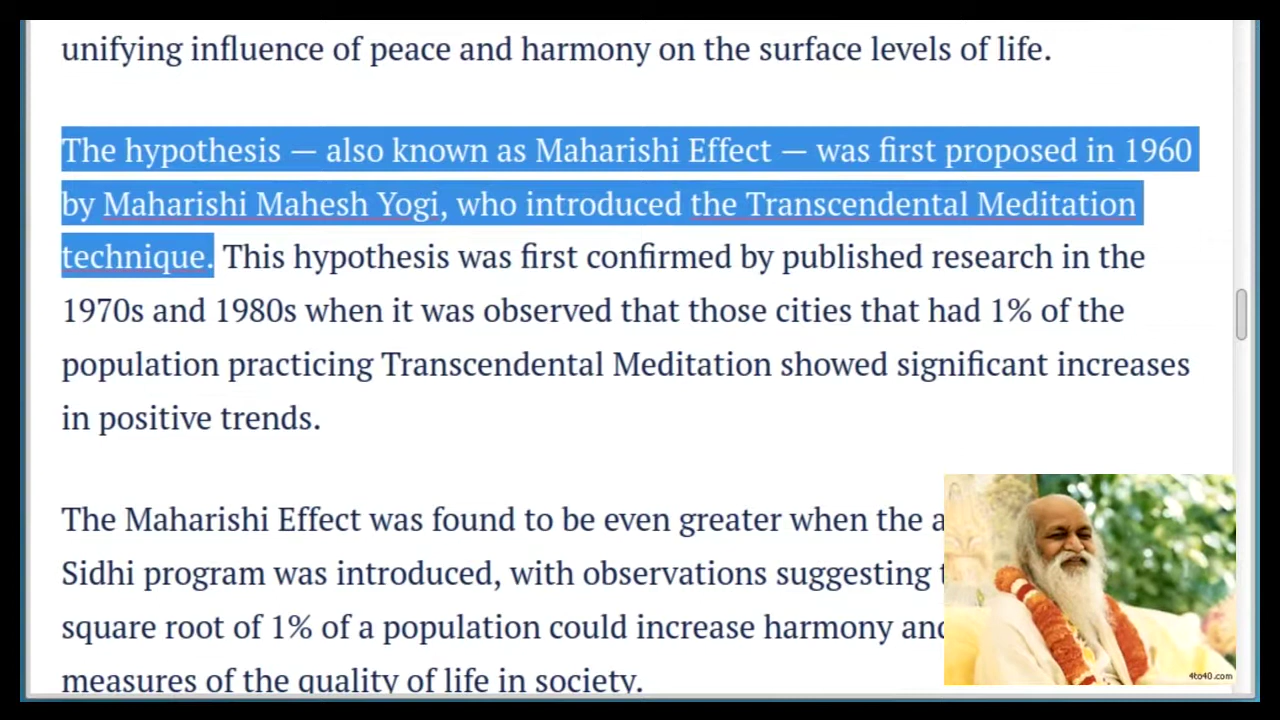 unifying influence of peace and harmony on the surface levels of life.
The hypothesis — also known as Maharishi Effect — was first proposed in 1960
by Maharishi Mahesh Yogi, who introduced the Transcendental Meditation
technique. This hypothesis was first confirmed by published research in the
1970s and 1980s when it was observed that those cities that had 1% of the
population practicing Transcendental Meditation showed significant increases
in positive trends.
The Maharishi Effect was found to be even greater when the a
Sidhi program was introduced, with observations suggesting
square root of 1% of a population could increase harmony and
measures of the quality of life in society.
4to40.com